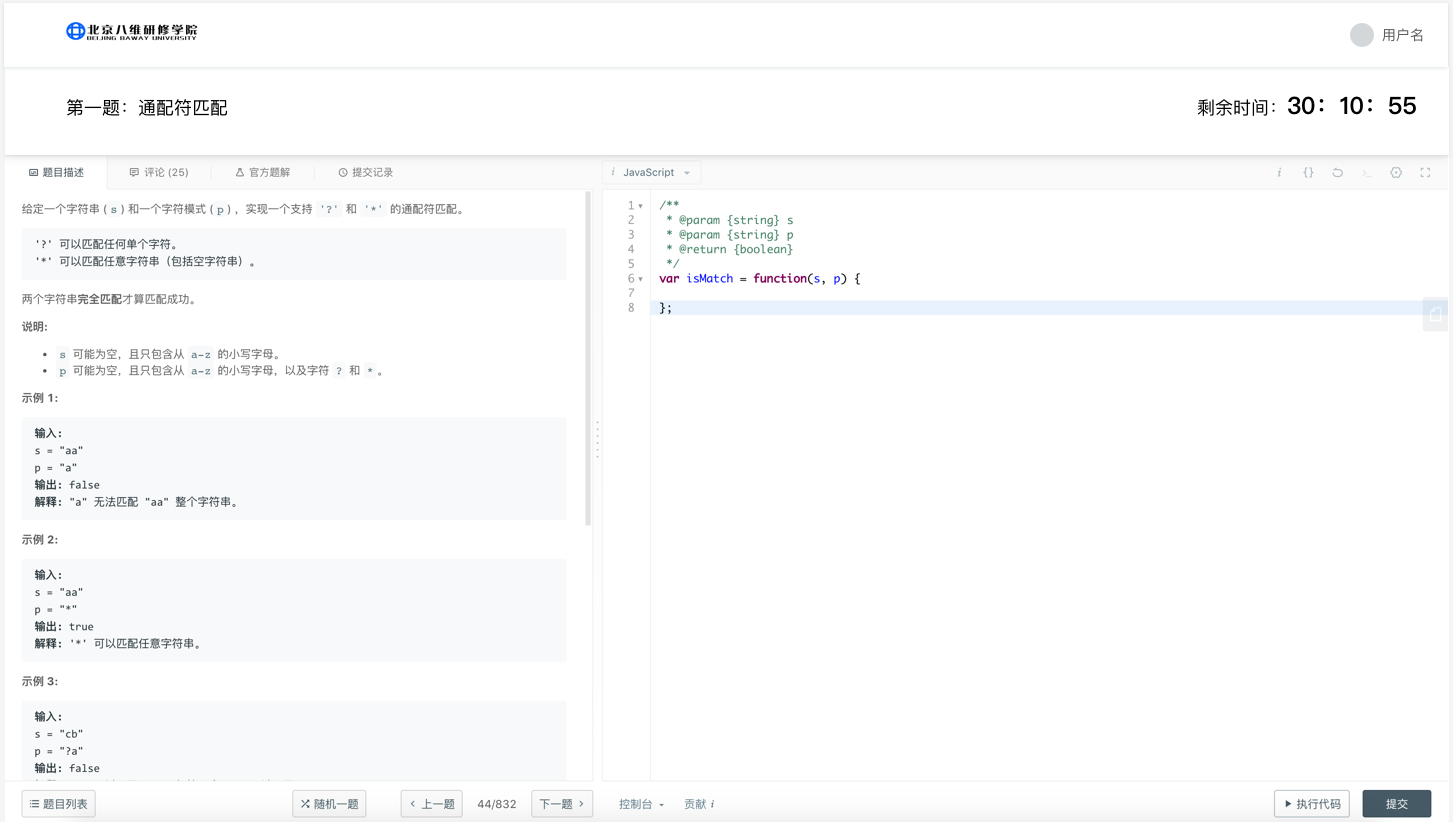 北京八维研修学院
BEIJING BAWAY UNIVERSITY
用户名
第一题：通配符匹配
剩余时间：30：10：55
题目描述 评论 (25) 官方题解 提交记录
i JavaScript
i {} >_
给定一个字符串 (s) 和一个字符模式 (p) ，实现一个支持 '?' 和 '*' 的通配符匹配。
'?' 可以匹配任何单个字符。
'*' 可以匹配任意字符串（包括空字符串）。
两个字符串完全匹配才算匹配成功。
说明:
• s 可能为空，且只包含从 a-z 的小写字母。
• p 可能为空，且只包含从 a-z 的小写字母，以及字符 ? 和 *。
示例 1:
输入:
s = "aa"
p = "a"
输出: false
解释: "a" 无法匹配 "aa" 整个字符串。
示例 2:
输入:
s = "aa"
p = "*"
输出: true
解释: '*' 可以匹配任意字符串。
示例 3:
输入:
s = "cb"
p = "?a"
输出: false
1 /**
2 * @param {string} s
3 * @param {string} p
4 * @return {boolean}
5 */
6 var isMatch = function(s, p) {
7
8 };
题目列表 随机一题 上一题 44/832 下一题 控制台 贡献 i 执行代码 提交